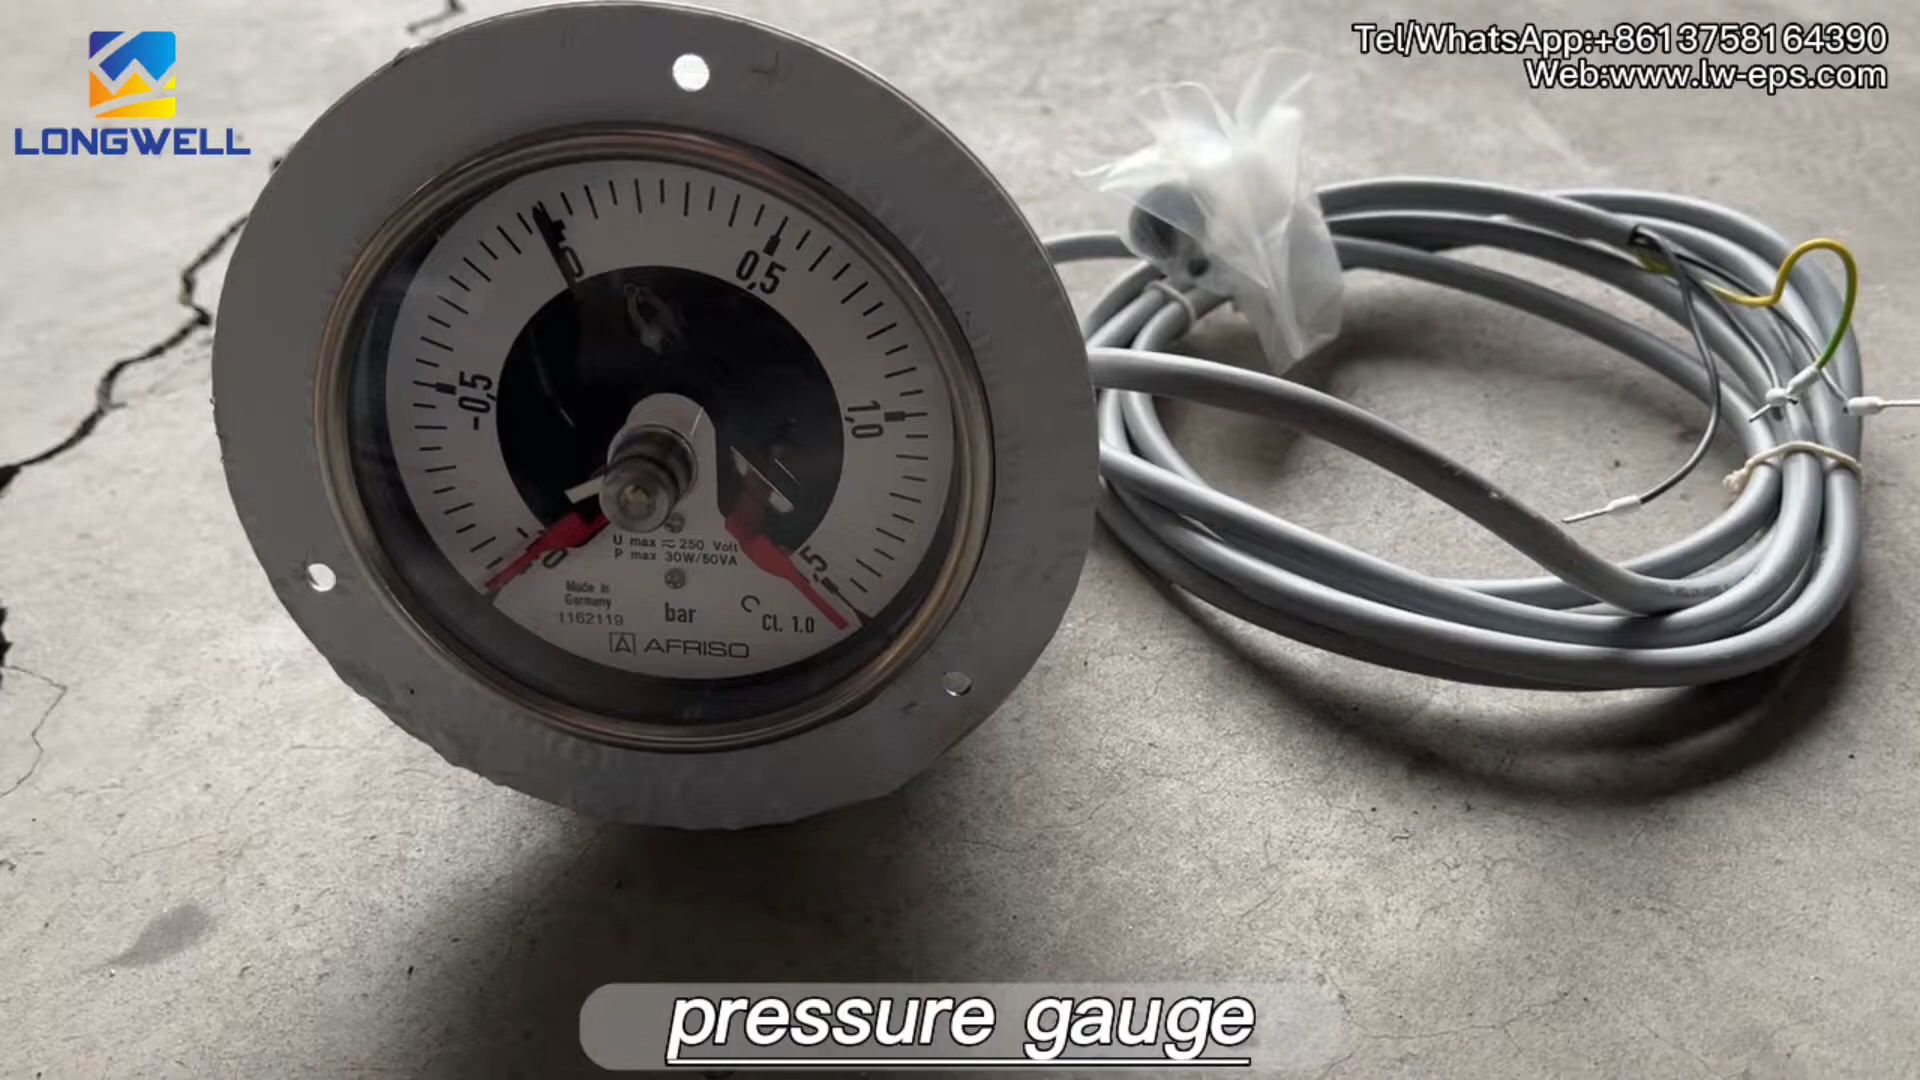 LONGWELL
Tel/WhatsApp:+8613758164390
Web:www.lw-eps.com
0
0,5
-0,5
1,0
U max ≂ 250 Volt
P max 30W/50VA
Made in
Germany
1162119
bar
Cl. 1.0
AFRISO
pressure gauge